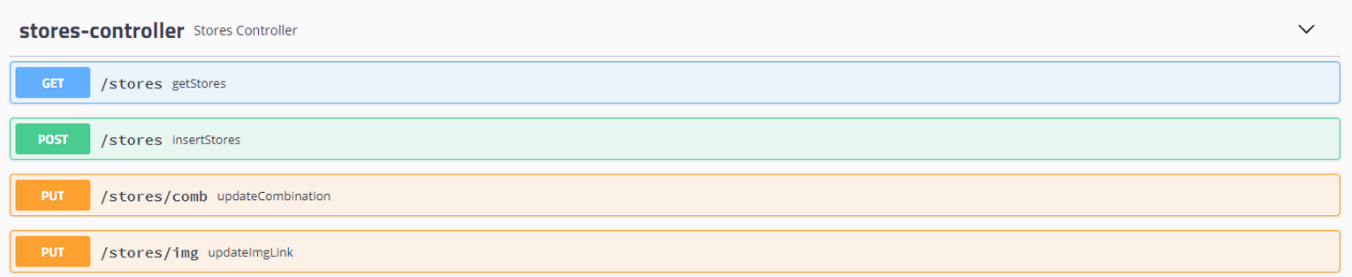 stores-controller Stores Controller
GET /stores getStores
POST /stores insertStores
PUT /stores/comb updateCombination
PUT /stores/img updateImgLink